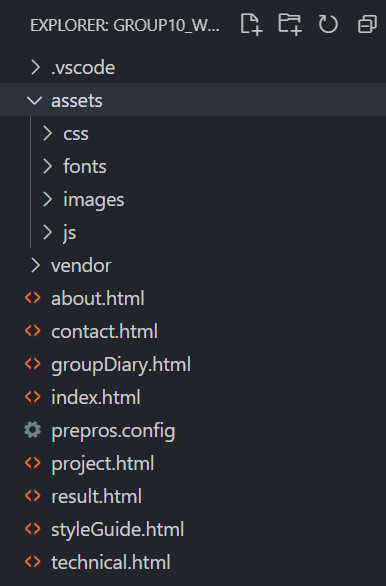 EXPLORER: GROUP10_W...
.vscode
assets
css
fonts
images
js
vendor
about.html
contact.html
groupDiary.html
index.html
prepros.config
project.html
result.html
styleGuide.html
technical.html